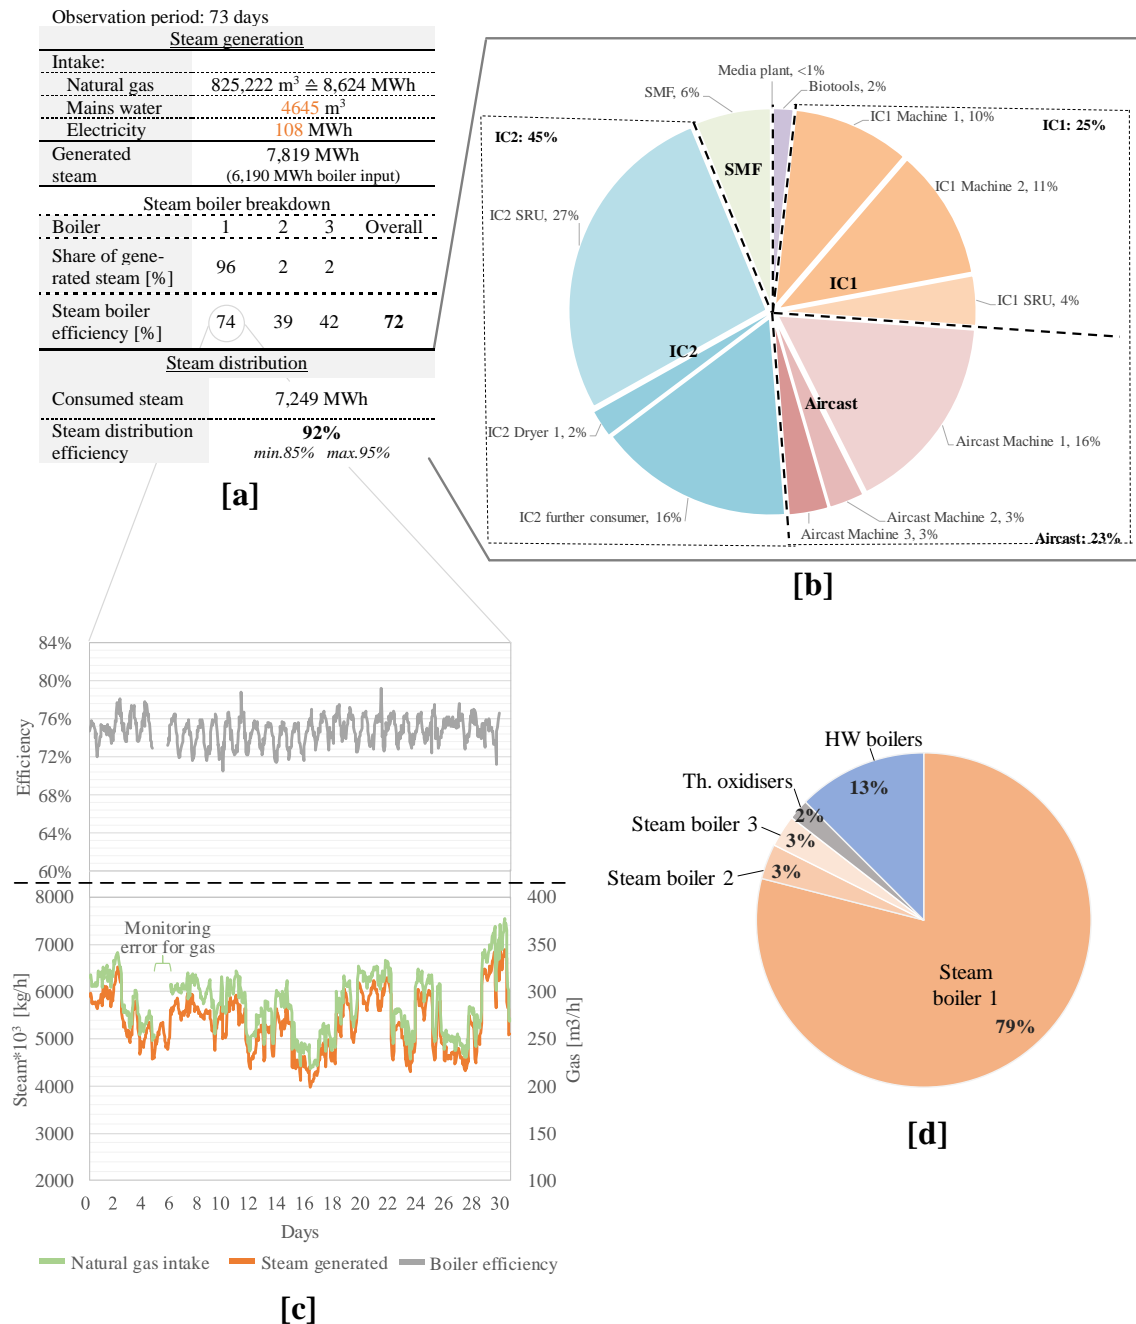 Observation period: 73 days
Steam generation
Intake:
Natural gas 825,222 m³ ≙ 8,624 MWh
Mains water 4645 m³
Electricity 108 MWh
Generated steam 7,819 MWh
(6,190 MWh boiler input)
Steam boiler breakdown
Boiler 1 2 3 Overall
Share of gene-
rated steam [%] 96 2 2
Steam boiler
efficiency [%] 74 39 42 72
Steam distribution
Consumed steam 7,249 MWh
Steam distribution
efficiency
92%
min.85% max.95%
[a]
Media plant, <1%
Biotools, 2%
SMF, 6%
IC1 Machine 1, 10%
IC1: 25%
IC2: 45%
SMF
IC1 Machine 2, 11%
IC2 SRU, 27%
IC1
IC1 SRU, 4%
IC2
Aircast
IC2 Dryer 1, 2%
Aircast Machine 1, 16%
IC2 further consumer, 16%
Aircast Machine 2, 3%
Aircast Machine 3, 3%
Aircast: 23%
[b]
84%
80%
76%
72%
68%
64%
60%
Efficiency
8000
7000
6000
5000
4000
3000
2000
Steam*10³ [kg/h]
Monitoring
error for gas
400
350
300
250
200
150
100
Gas [m3/h]
0 2 4 6 8 10 12 14 16 18 20 22 24 26 28 30
Days
Natural gas intake Steam generated Boiler efficiency
[c]
HW boilers
13%
Th. oxidisers
2%
Steam boiler 3
3%
Steam boiler 2
3%
Steam
boiler 1
79%
[d]